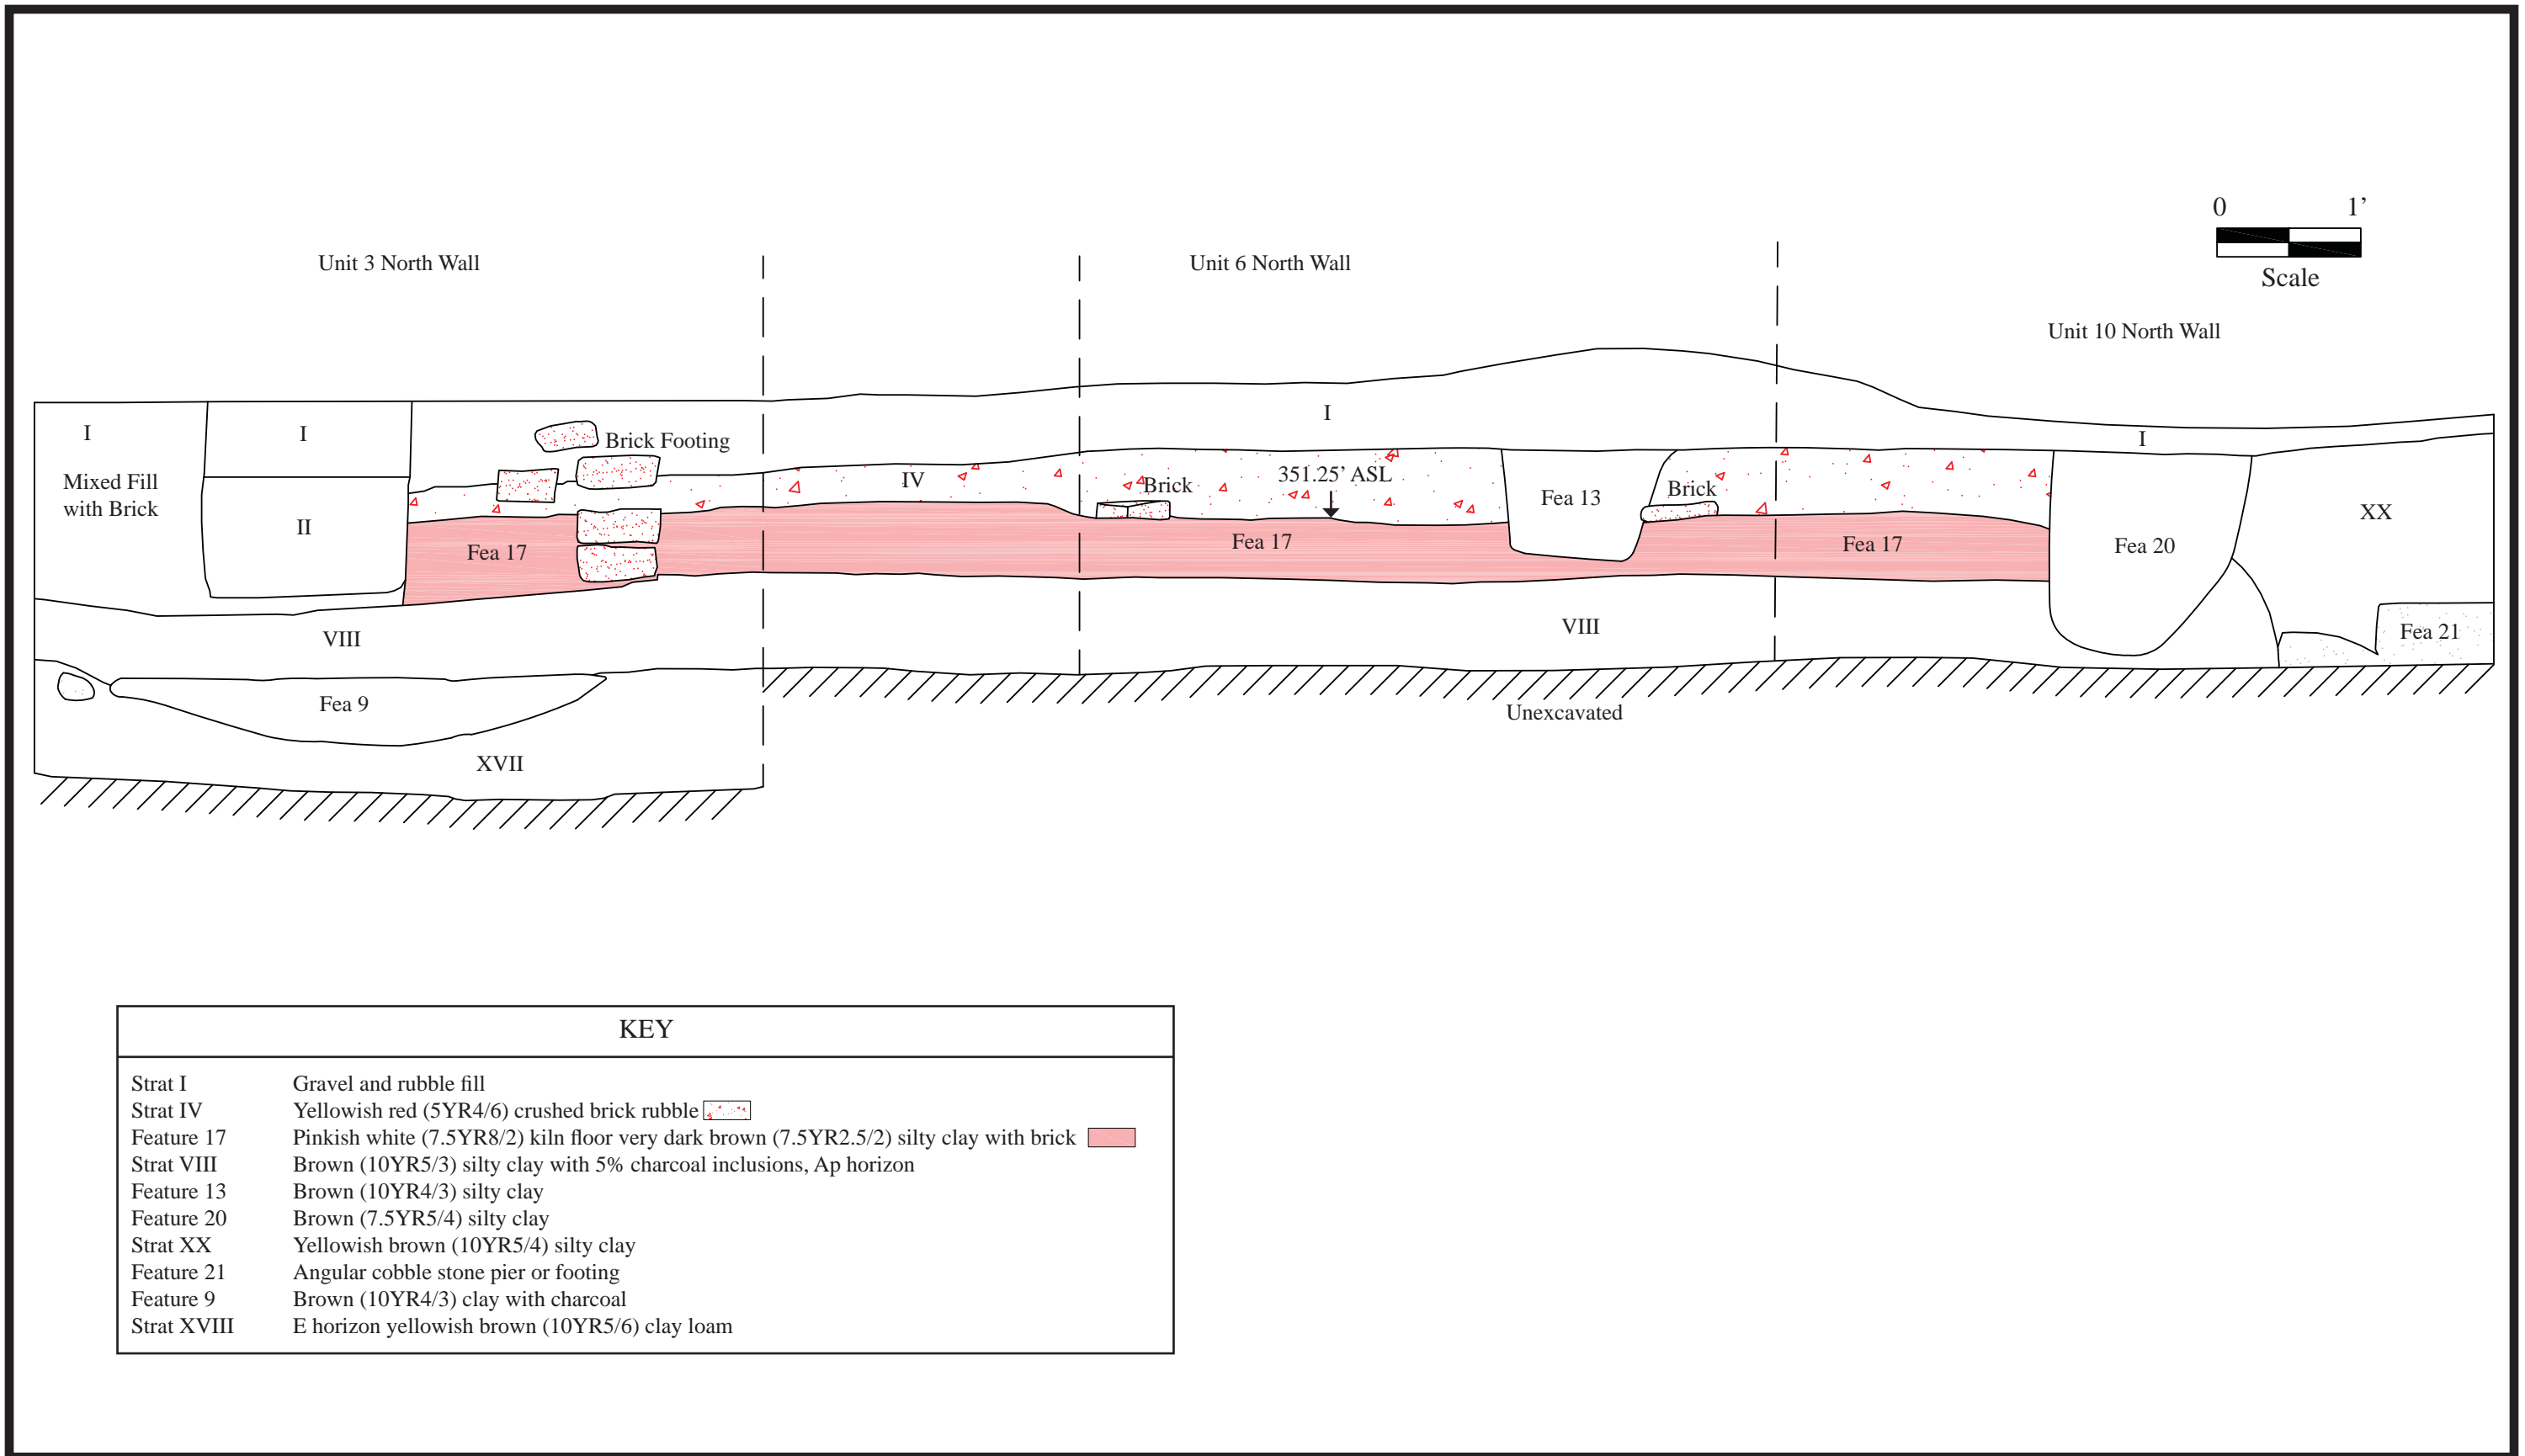 0 1’
Scale
Unit 3 North Wall
Unit 6 North Wall
Unit 10 North Wall
I
I
I
I
Mixed Fill
with Brick
II
Brick Footing
IV
Brick
351.25’ ASL
Fea 13
Brick
XX
Fea 17
Fea 17
Fea 17
Fea 20
VIII
VIII
Fea 21
Fea 9
Unexcavated
XVII
KEY
Strat I Gravel and rubble fill
Strat IV Yellowish red (5YR4/6) crushed brick rubble
Feature 17 Pinkish white (7.5YR8/2) kiln floor very dark brown (7.5YR2.5/2) silty clay with brick
Strat VIII Brown (10YR5/3) silty clay with 5% charcoal inclusions, Ap horizon
Feature 13 Brown (10YR4/3) silty clay
Feature 20 Brown (7.5YR5/4) silty clay
Strat XX Yellowish brown (10YR5/4) silty clay
Feature 21 Angular cobble stone pier or footing
Feature 9 Brown (10YR4/3) clay with charcoal
Strat XVIII E horizon yellowish brown (10YR5/6) clay loam